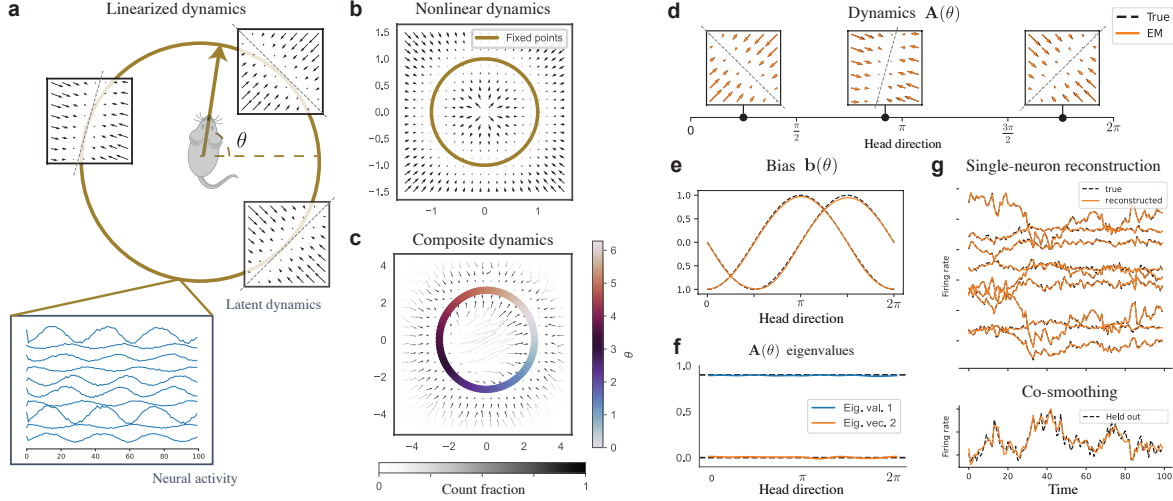 a
Linearized dynamics
θ
Latent dynamics
0 20 40 60 80 100
Neural activity
b
Nonlinear dynamics
Fixed points
1.5
1.0
0.5
0.0
−0.5
−1.0
−1.5
−1 0 1
c
Composite dynamics
4
2
0
−2
−4
−4 −2 0 2 4
6
5
4
3
2
1
0
θ
0 1
Count fraction
d
Dynamics A(θ)
True
EM
0 π/2 π 3π/2 2π
Head direction
e
Bias b(θ)
1.0
0.5
0.0
0.5
1.0
0 π 2π
Head direction
f
A(θ) eigenvalues
1.0
0.5
0.0
Eig. val. 1
Eig. vec. 2
0 π 2π
Head direction
g
Single-neuron reconstruction
true
reconstructed
Firing rate
0 20 40 60 80 100
Co-smoothing
Held out
Firing rate
0 20 40 60 80 100
Time